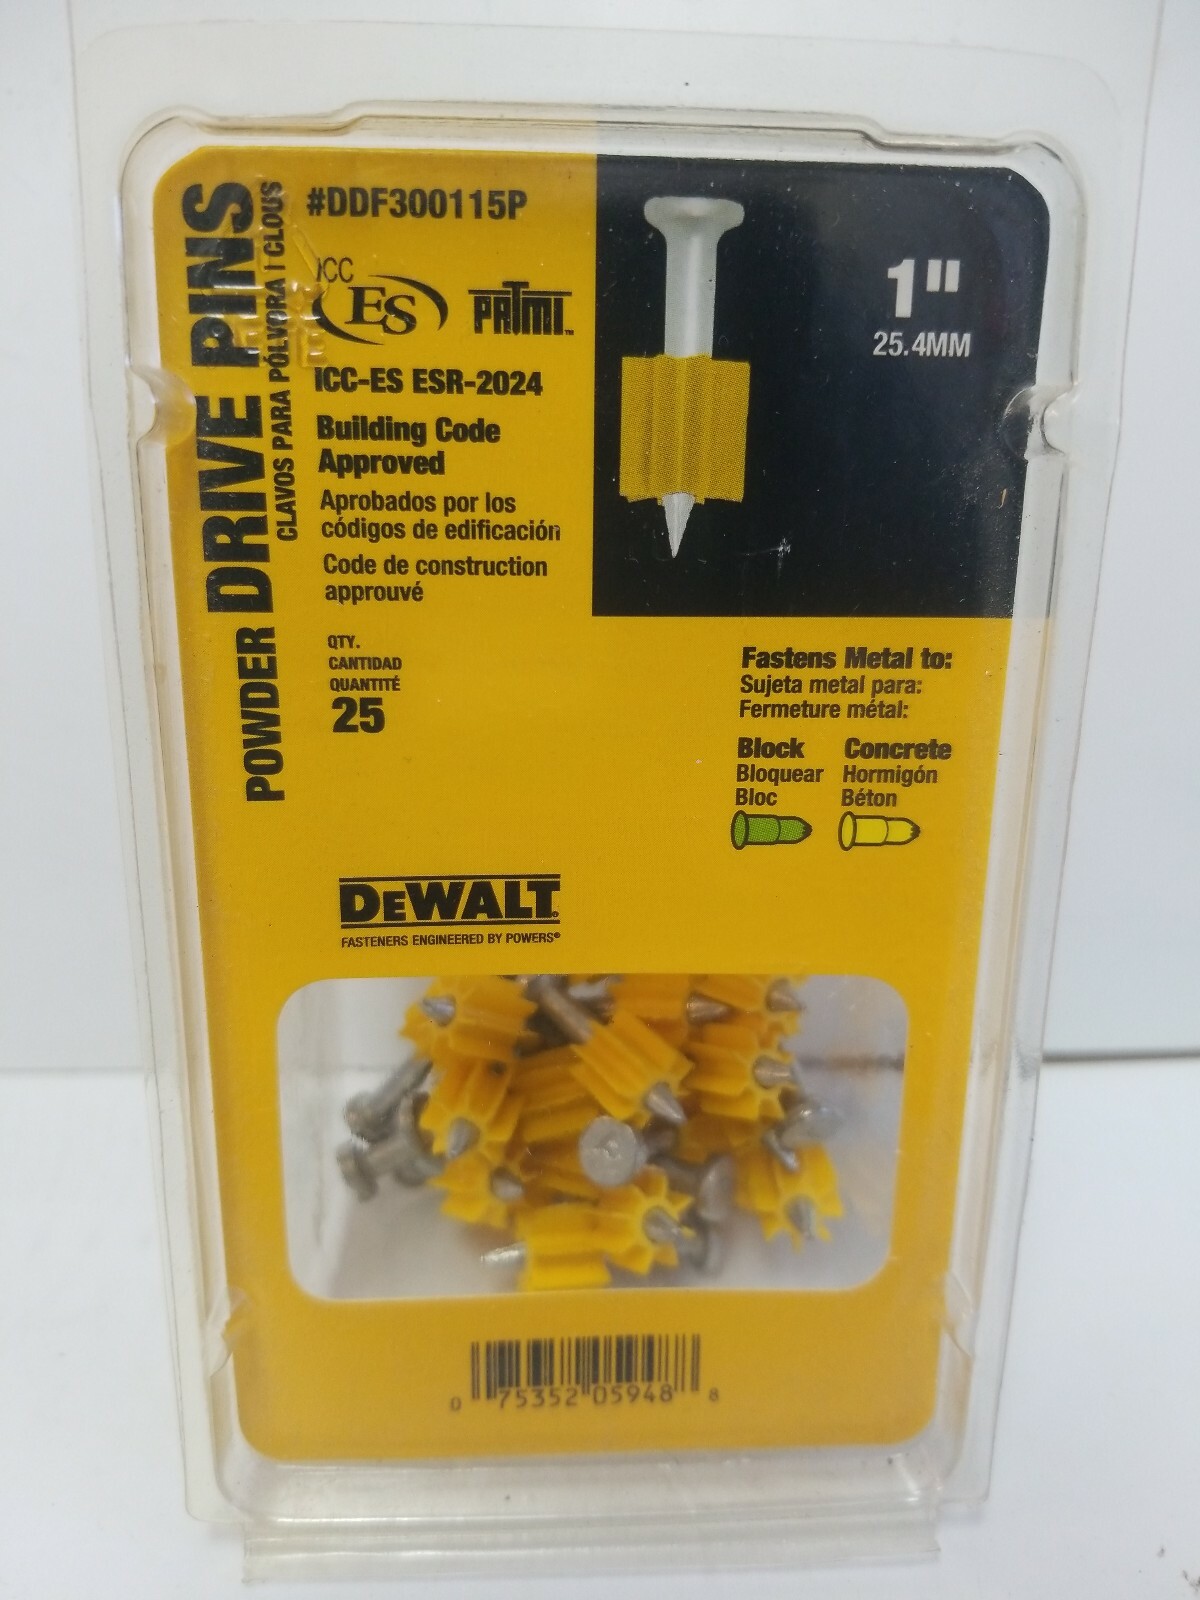 POWDER DRIVE PINS
CLAVOS PARA PÓLVORA | CLOUS
#DDF300115P
ICC
ES
PATMI™
ICC-ES ESR-2024
Building Code
Approved
Aprobados por los
códigos de edificación
Code de construction
approuvé
QTY.
CANTIDAD
QUANTITÉ
25
1"
25.4MM
Fastens Metal to:
Sujeta metal para:
Fermeture métal:
Block
Bloquear
Bloc
Concrete
Hormigón
Béton
DEWALT®
FASTENERS ENGINEERED BY POWERS®
0 75352 05948 8